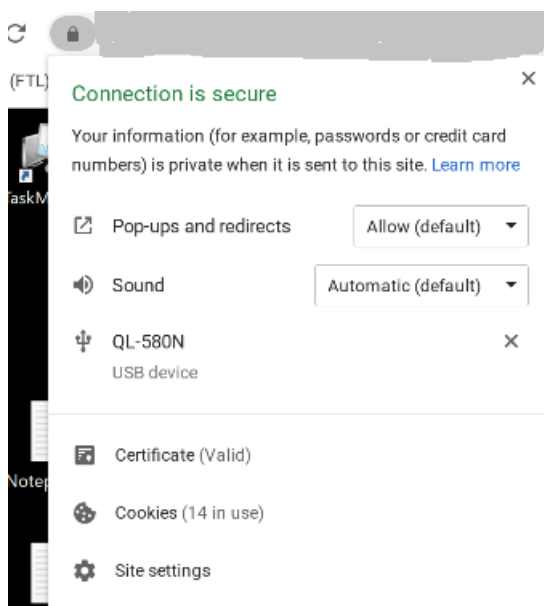 (FTL)
Connection is secure
Your information (for example, passwords or credit card
numbers) is private when it is sent to this site. Learn more
TaskM
Pop-ups and redirects Allow (default)
Sound Automatic (default)
QL-580N
USB device
Certificate (Valid)
Notep
Cookies (14 in use)
Site settings